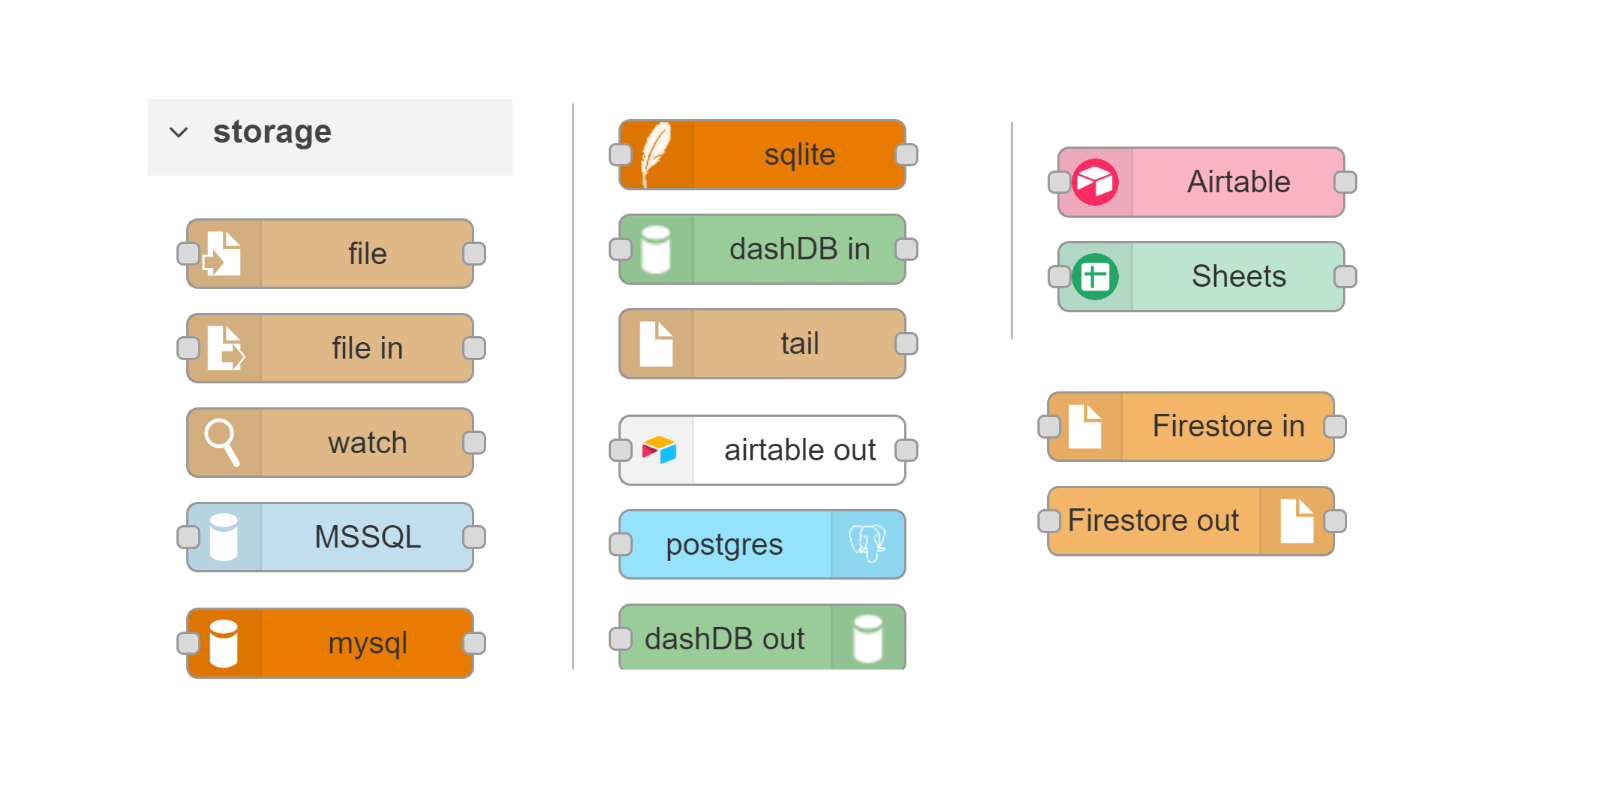 storage
file
file in
watch
MSSQL
mysql
sqlite
dashDB in
tail
airtable out
postgres
dashDB out
Airtable
Sheets
Firestore in
Firestore out